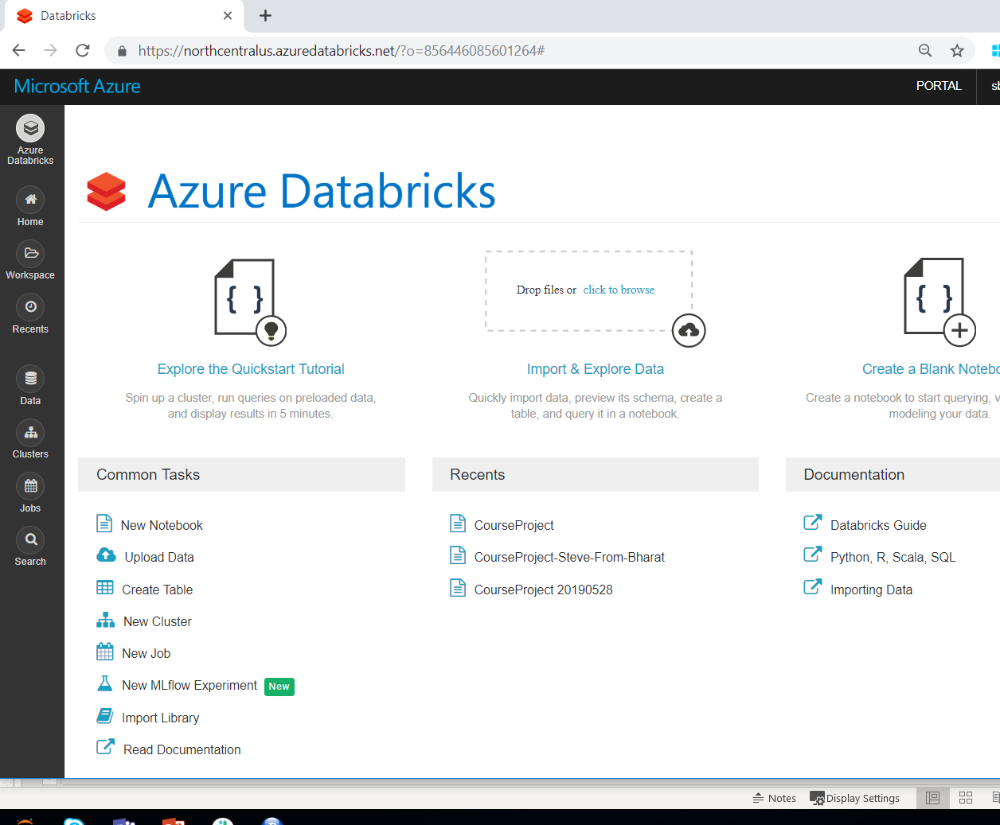 Databricks
https://northcentralus.azuredatabricks.net/?o=856446085601264#
Microsoft Azure
PORTAL
Azure
Databricks
Home
Workspace
Recents
Data
Clusters
Jobs
Search
Azure Databricks
{ }
Drop files or click to browse
{ }
Explore the Quickstart Tutorial
Spin up a cluster, run queries on preloaded data,
and display results in 5 minutes.
Import & Explore Data
Quickly import data, preview its schema, create a
table, and query it in a notebook.
Create a Blank
Create a notebook to start querying,
modeling your data.
Common Tasks
New Notebook
Upload Data
Create Table
New Cluster
New Job
New MLflow Experiment New
Import Library
Read Documentation
Recents
CourseProject
CourseProject-Steve-From-Bharat
CourseProject 20190528
Documentation
Databricks Guide
Python, R, Scala, SQL
Importing Data
Notes
Display Settings